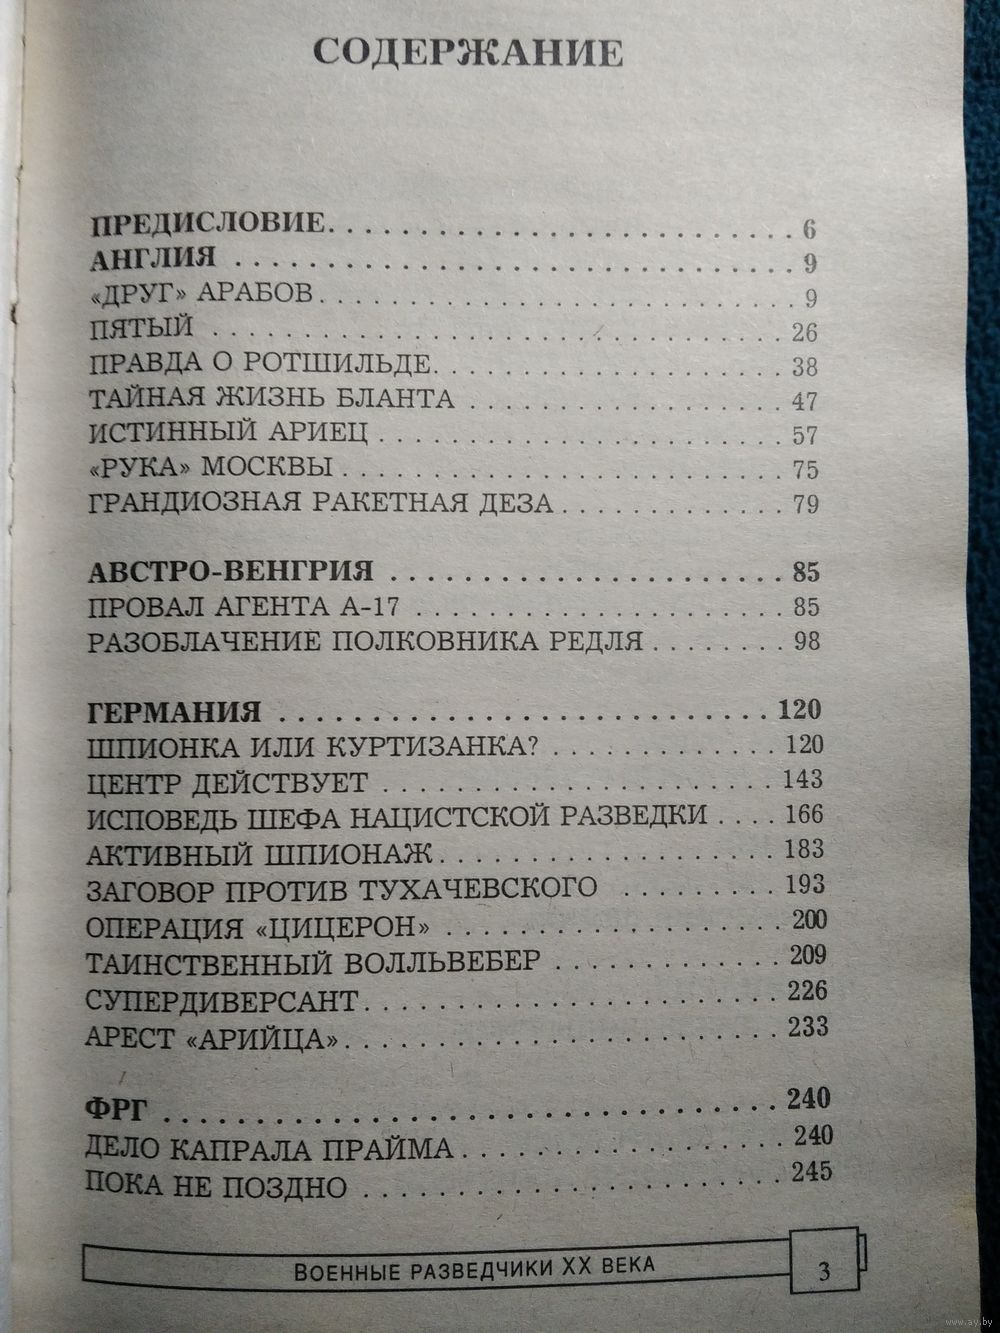 СОДЕРЖАНИЕ
ПРЕДИСЛОВИЕ. . . . . . . . . . . . . . . . . . . . . . . . . . 6
АНГЛИЯ . . . . . . . . . . . . . . . . . . . . . . . . . . . . . 9
«ДРУГ» АРАБОВ. . . . . . . . . . . . . . . . . . . . . . . . . 9
ПЯТЫЙ . . . . . . . . . . . . . . . . . . . . . . . . . . . . . 26
ПРАВДА О РОТШИЛЬДЕ. . . . . . . . . . . . . . . . . . 38
ТАЙНАЯ ЖИЗНЬ БЛАНТА . . . . . . . . . . . . . . . . 47
ИСТИННЫЙ АРИЕЦ . . . . . . . . . . . . . . . . . . . . . 57
«РУКА» МОСКВЫ . . . . . . . . . . . . . . . . . . . . . . . 75
ГРАНДИОЗНАЯ РАКЕТНАЯ ДЕЗА . . . . . . . . . . . 79
АВСТРО-ВЕНГРИЯ . . . . . . . . . . . . . . . . . . . . . 85
ПРОВАЛ АГЕНТА А-17 . . . . . . . . . . . . . . . . . . . 85
РАЗОБЛАЧЕНИЕ ПОЛКОВНИКА РЕДЛЯ . . . . . . . . 98
ГЕРМАНИЯ . . . . . . . . . . . . . . . . . . . . . . . . . . 120
ШПИОНКА ИЛИ КУРТИЗАНКА? . . . . . . . . . . . . 120
ЦЕНТР ДЕЙСТВУЕТ . . . . . . . . . . . . . . . . . . . . 143
ИСПОВЕДЬ ШЕФА НАЦИСТСКОЙ РАЗВЕДКИ . . . . 166
АКТИВНЫЙ ШПИОНАЖ. . . . . . . . . . . . . . . . . . 183
ЗАГОВОР ПРОТИВ ТУХАЧЕВСКОГО . . . . . . . . . 193
ОПЕРАЦИЯ «ЦИЦЕРОН» . . . . . . . . . . . . . . . . . 200
ТАИНСТВЕННЫЙ ВОЛЛЬВЕБЕР . . . . . . . . . . . . 209
СУПЕРДИВЕРСАНТ. . . . . . . . . . . . . . . . . . . . . . 226
АРЕСТ «АРИЙЦА». . . . . . . . . . . . . . . . . . . . . . . 233
ФРГ . . . . . . . . . . . . . . . . . . . . . . . . . . . . . . . . 240
ДЕЛО КАПРАЛА ПРАЙМА . . . . . . . . . . . . . . . . . 240
ПОКА НЕ ПОЗДНО . . . . . . . . . . . . . . . . . . . . . . 245
ВОЕННЫЕ РАЗВЕДЧИКИ XX ВЕКА 3
www.ay.by